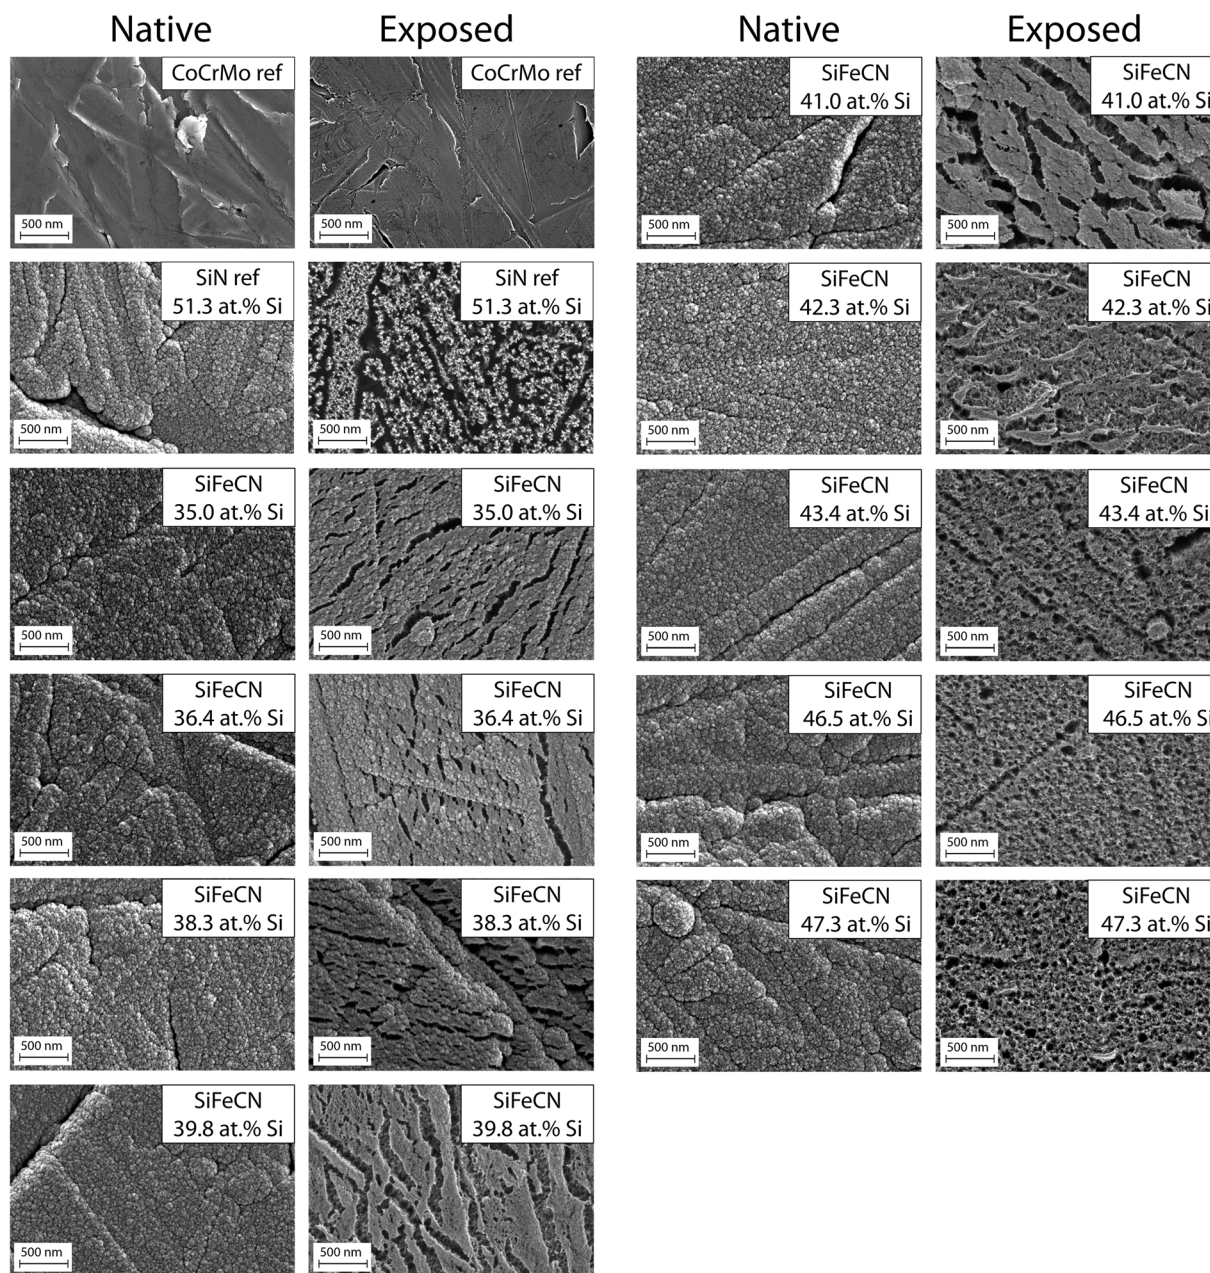 Native
Exposed
Native
Exposed
CoCrMo ref
500 nm
CoCrMo ref
500 nm
SiFeCN
41.0 at.% Si
500 nm
SiFeCN
41.0 at.% Si
500 nm
SiN ref
51.3 at.% Si
500 nm
SiN ref
51.3 at.% Si
500 nm
SiFeCN
42.3 at.% Si
500 nm
SiFeCN
42.3 at.% Si
500 nm
SiFeCN
35.0 at.% Si
500 nm
SiFeCN
35.0 at.% Si
500 nm
SiFeCN
43.4 at.% Si
500 nm
SiFeCN
43.4 at.% Si
500 nm
SiFeCN
36.4 at.% Si
500 nm
SiFeCN
36.4 at.% Si
500 nm
SiFeCN
46.5 at.% Si
500 nm
SiFeCN
46.5 at.% Si
500 nm
SiFeCN
38.3 at.% Si
500 nm
SiFeCN
38.3 at.% Si
500 nm
SiFeCN
47.3 at.% Si
500 nm
SiFeCN
47.3 at.% Si
500 nm
SiFeCN
39.8 at.% Si
500 nm
SiFeCN
39.8 at.% Si
500 nm